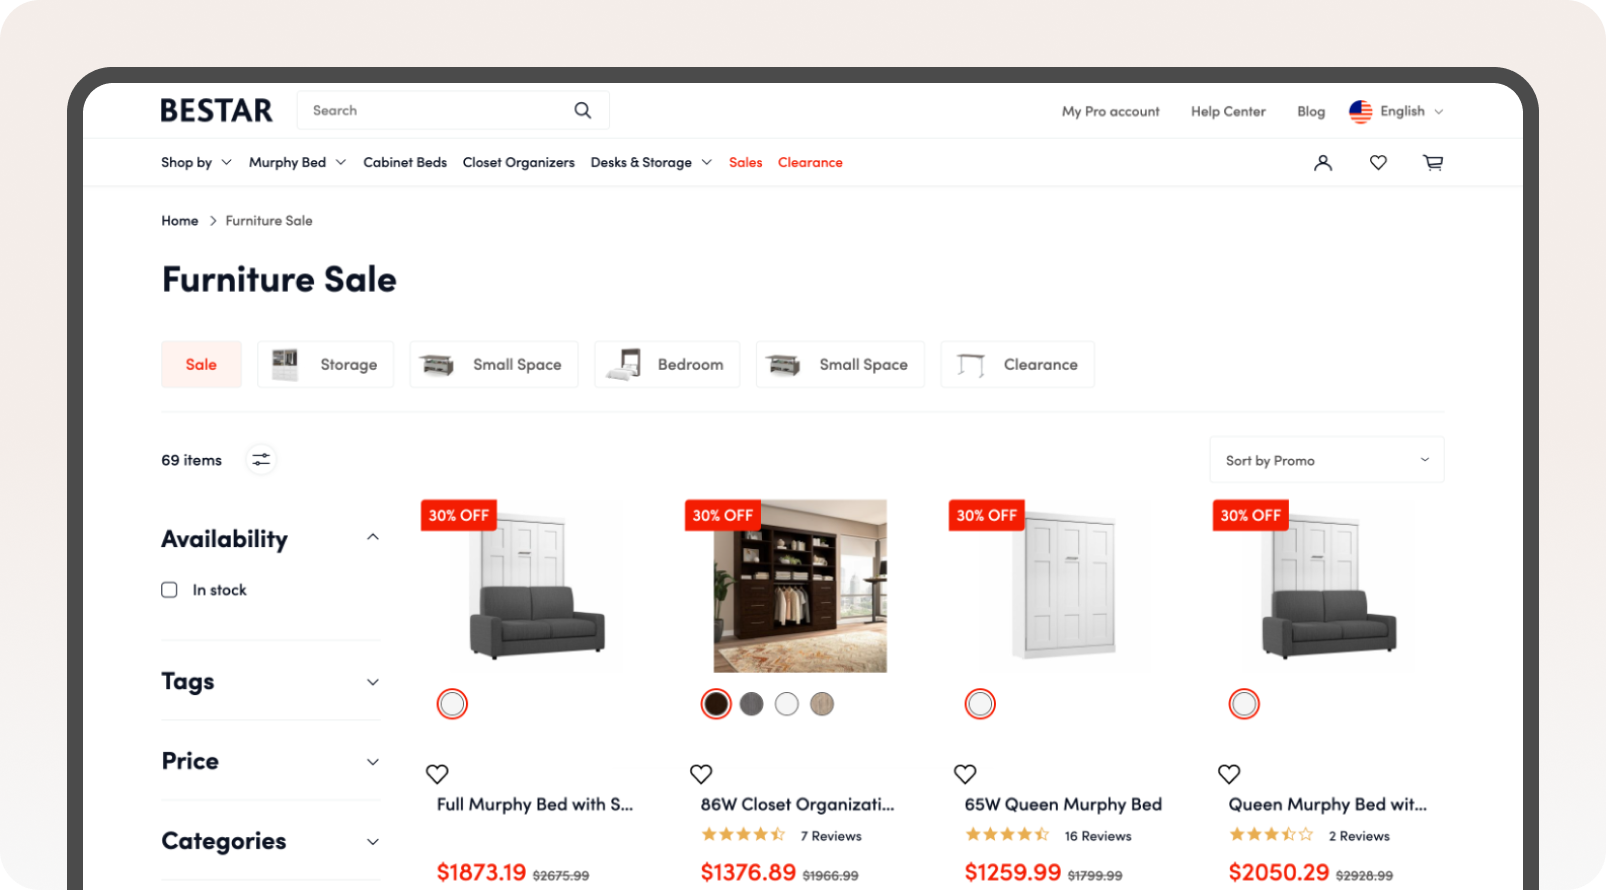 BESTAR
Search
My Pro account
Help Center
Blog
English
Shop by
Murphy Bed
Cabinet Beds
Closet Organizers
Desks & Storage
Sales
Clearance
Home > Furniture Sale
Furniture Sale
Sale
Storage
Small Space
Bedroom
Small Space
Clearance
69 items
Sort by Promo
Availability
In stock
Tags
Price
Categories
30% OFF
Full Murphy Bed with S...
$1873.19 $2675.99
30% OFF
86W Closet Organizati...
7 Reviews
$1376.89 $1966.99
30% OFF
65W Queen Murphy Bed
16 Reviews
$1259.99 $1799.99
30% OFF
Queen Murphy Bed wit...
2 Reviews
$2050.29 $2928.99